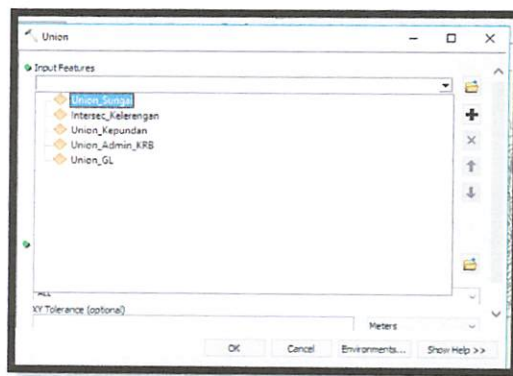 Union
Input Features
Union_Sungai
Intersec_Kelerengan
Union_Kepundan
Union_Admin_KRB
Union_GL
ALL
XY Tolerance (optional)
Meters
OK Cancel Environments... Show Help >>